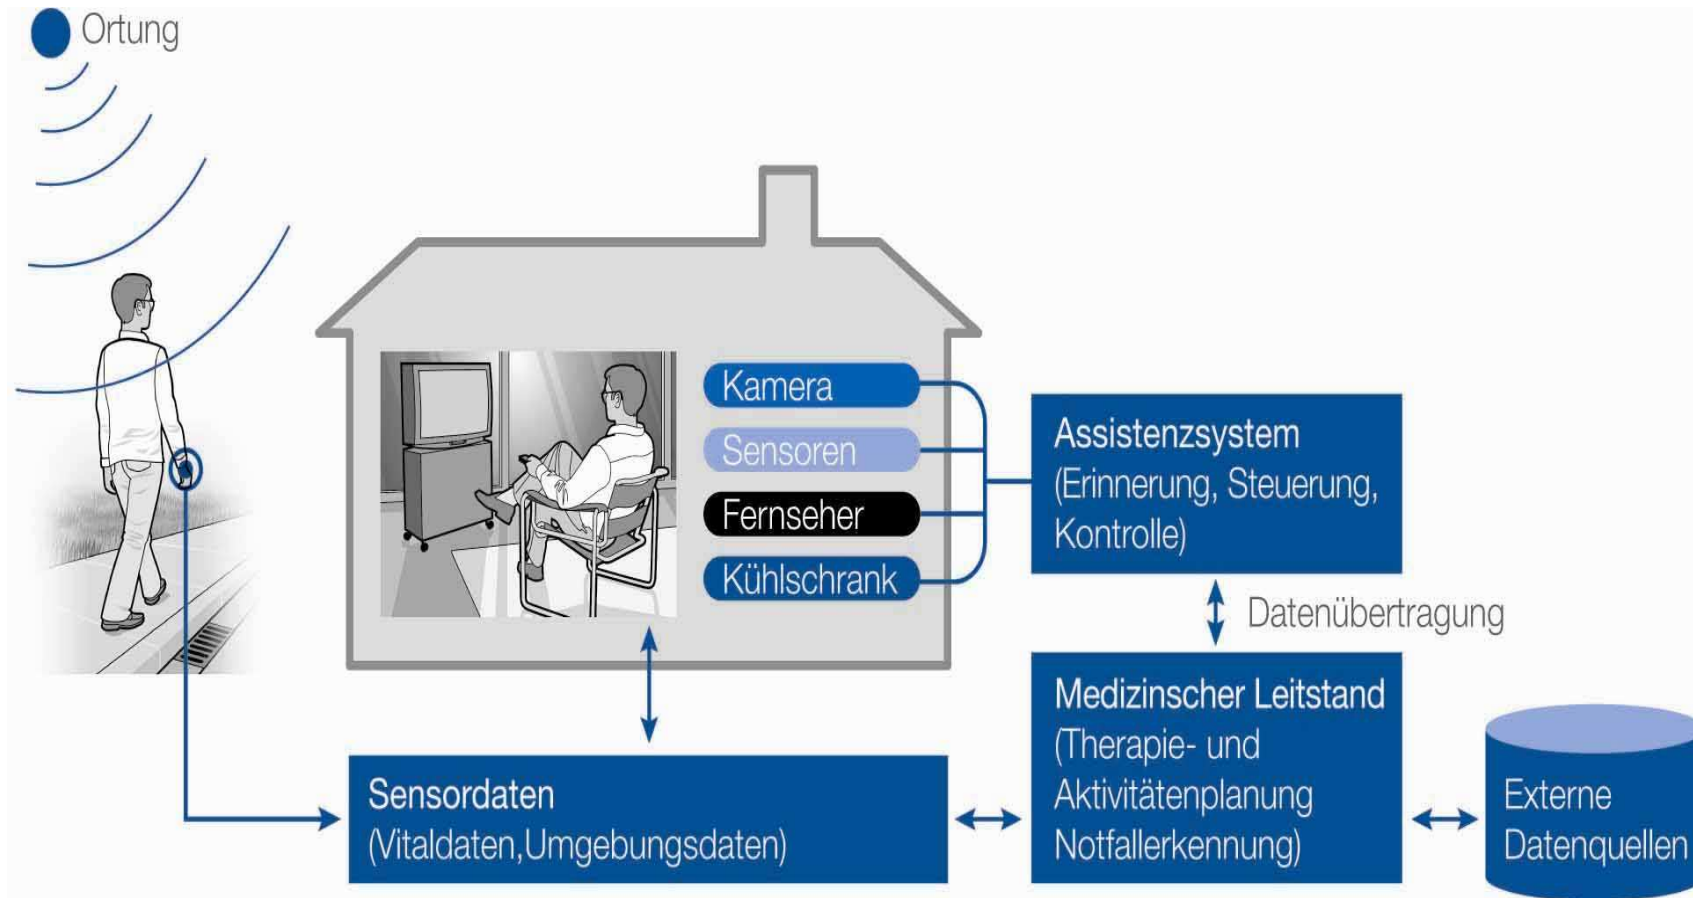 Ortung
Kamera
Sensoren
Fernseher
Kühlschrank
Assistenzsystem
(Erinnerung, Steuerung,
Kontrolle)
Datenübertragung
Medizinscher Leitstand
(Therapie- und
Aktivitätenplanung
Notfallerkennung)
Sensordaten
(Vitaldaten,Umgebungsdaten)
Externe
Datenquellen